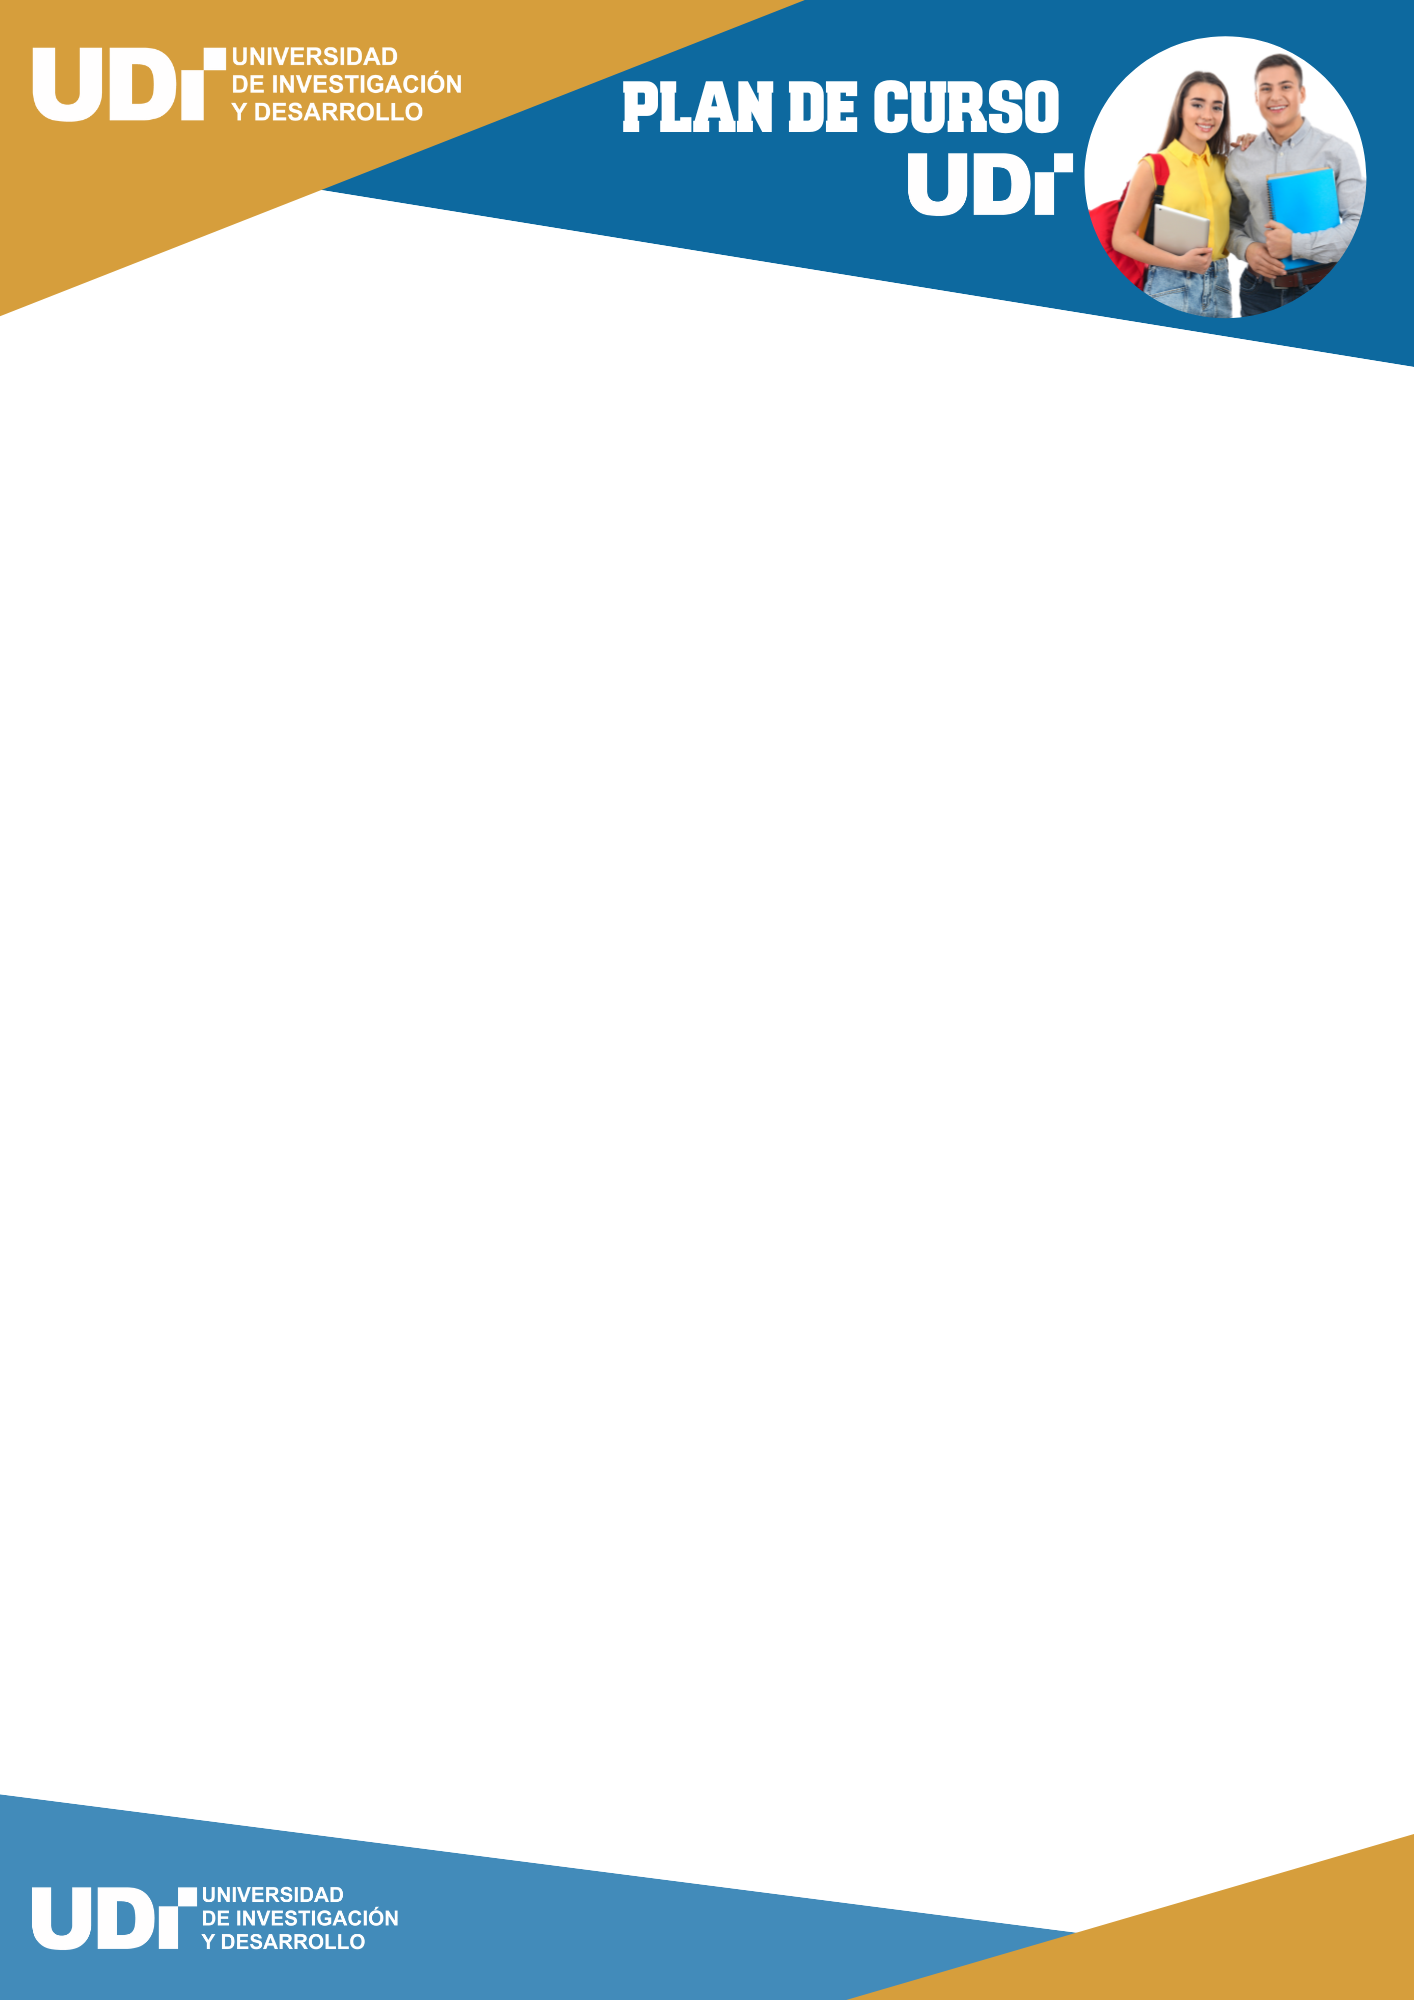 UDi UNIVERSIDAD
DE INVESTIGACIÓN
Y DESARROLLO
PLAN DE CURSO
UDi
UDi UNIVERSIDAD
DE INVESTIGACIÓN
Y DESARROLLO